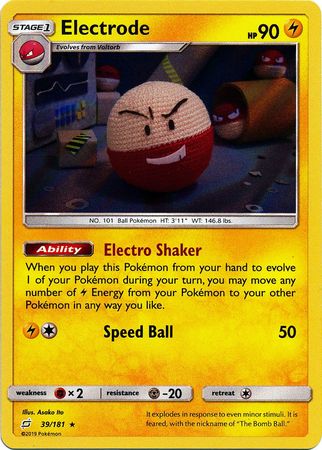 STAGE 1 Electrode HP 90
Evolves from Voltorb
NO. 101 Ball Pokémon HT: 3'11" WT: 146.8 lbs.
Ability Electro Shaker
When you play this Pokémon from your hand to evolve
1 of your Pokémon during your turn, you may move any
number of Energy from your Pokémon to your other
Pokémon in any way you like.
Speed Ball 50
weakness × 2 resistance -20 retreat
Illus. Asako Ito
39/181 ★
©2019 Pokémon
It explodes in response to even minor stimuli. It is
feared, with the nickname of "The Bomb Ball."